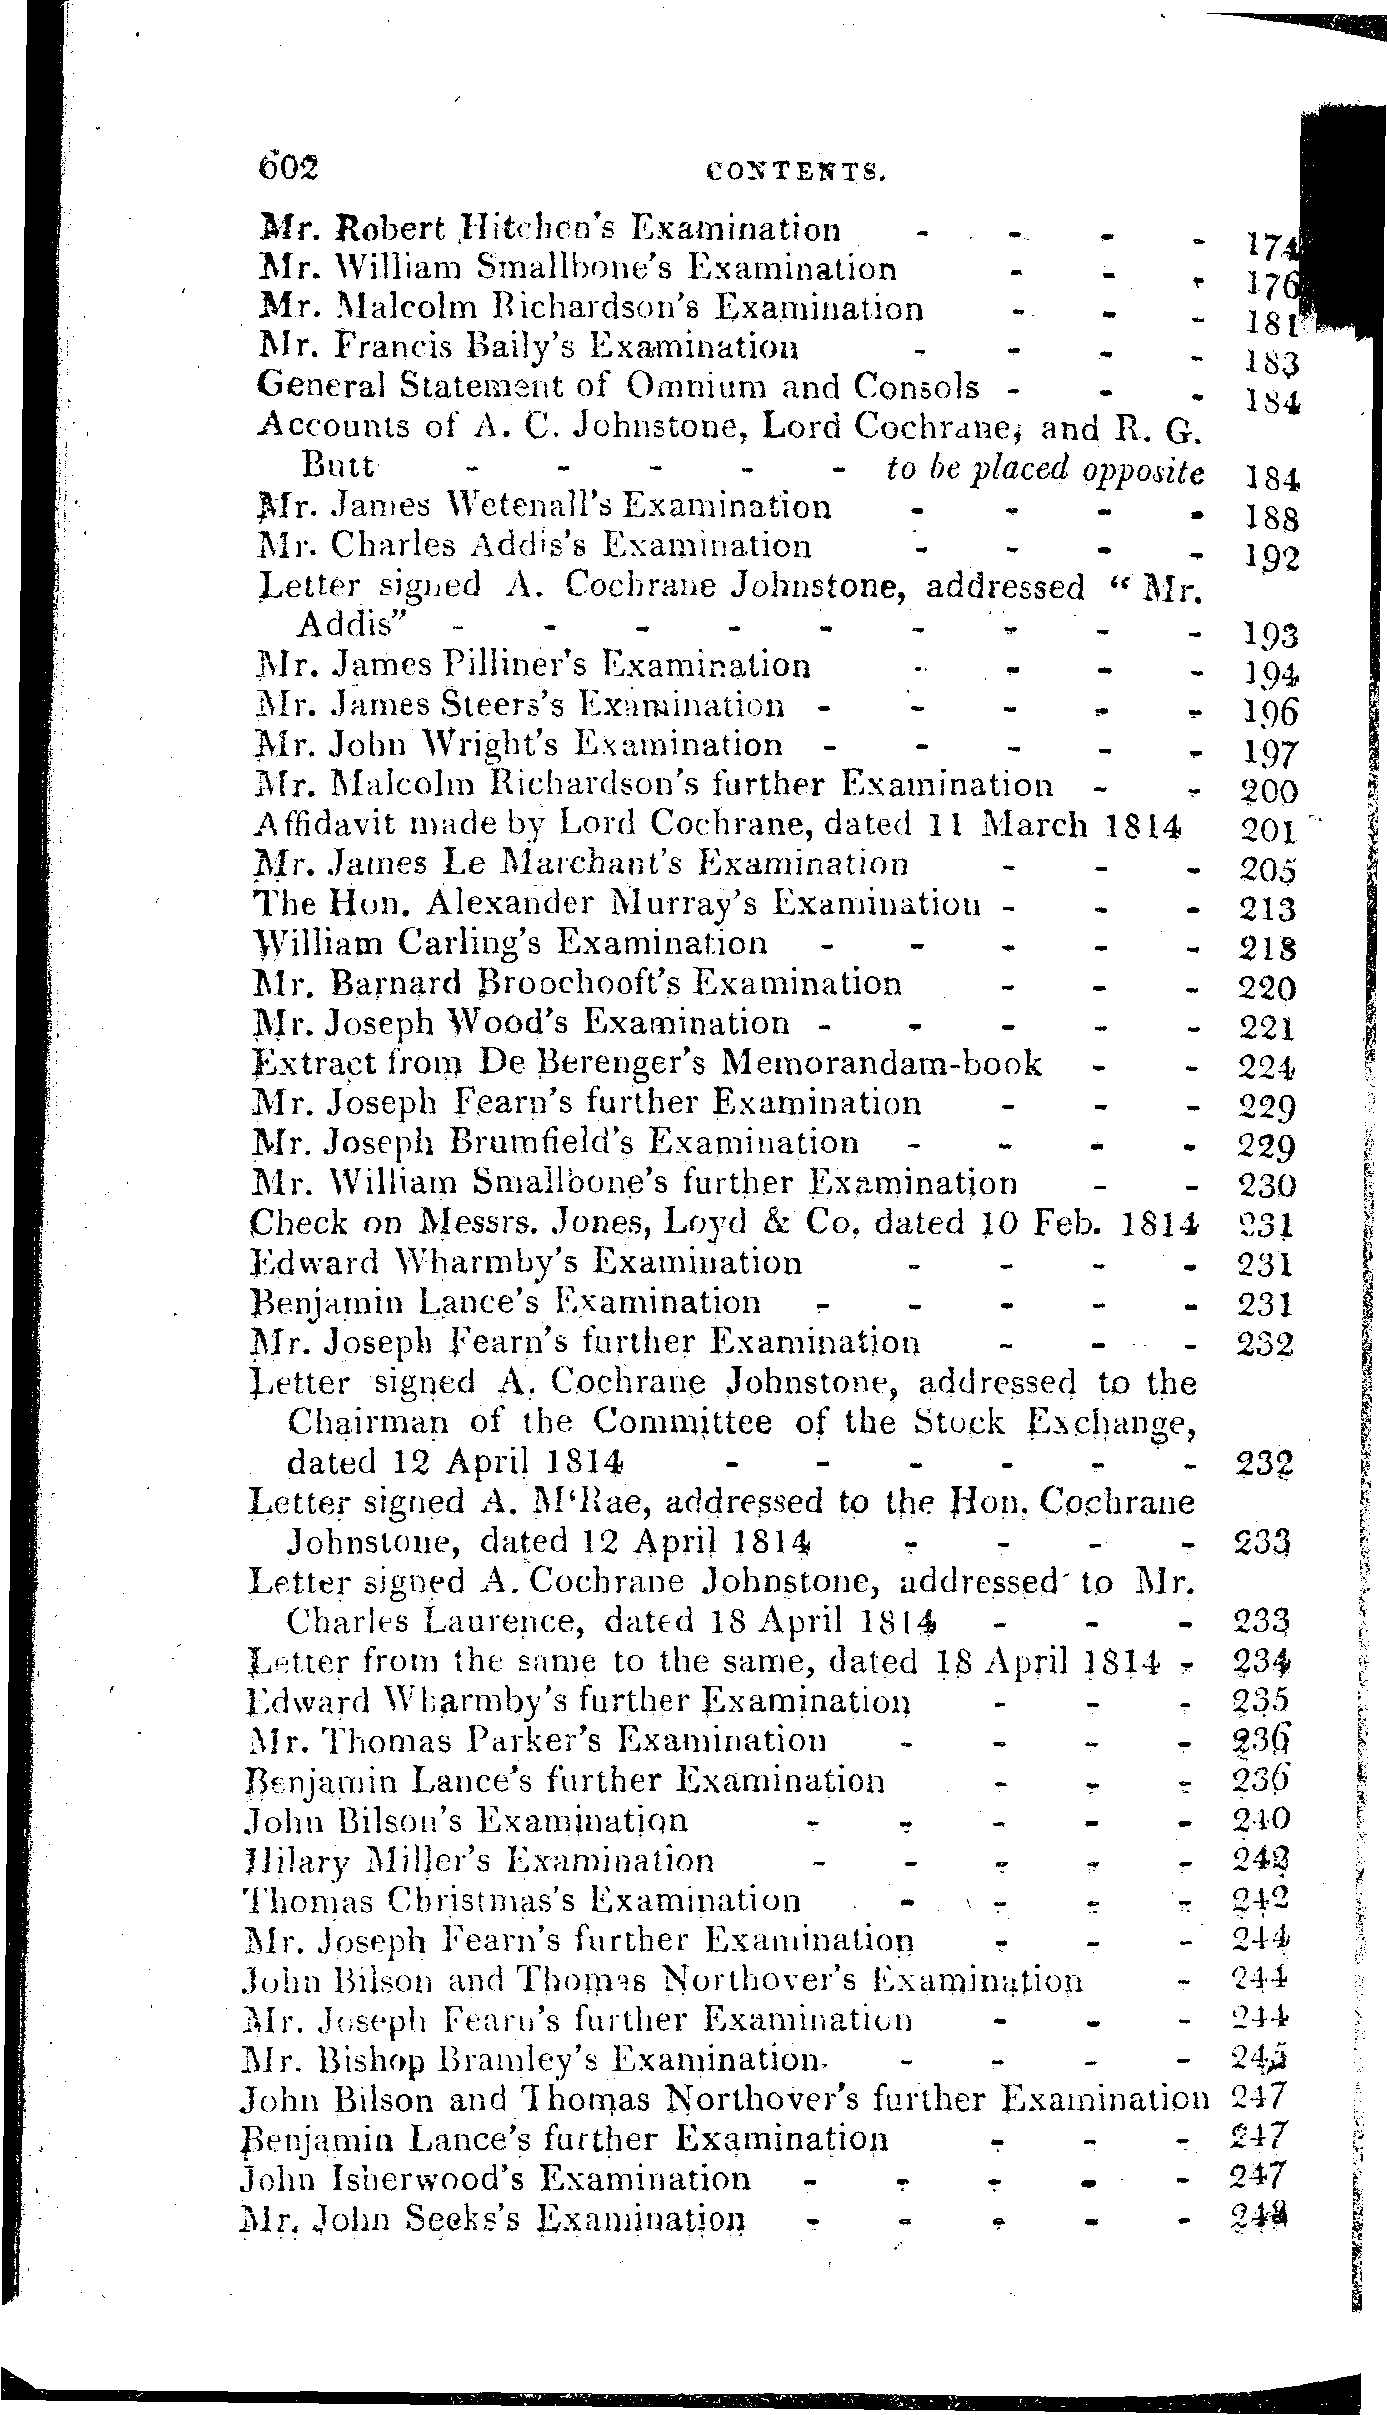 602 CONTENTS.
Mr. Robert Hitchen's Examination - - - - 174
Mr. William Smallbone's Examination - - - 176
Mr. Malcolm Richardson's Examination - - - 181
Mr. Francis Baily's Examination - - - - 183
General Statement of Omnium and Consols - - - 184
Accounts of A. C. Johnstone, Lord Cochrane, and R. G.
Butt - - - - - to be placed opposite 184
Mr. James Wetenall's Examination - - - - 188
Mr. Charles Addis's Examination - - - - 192
Letter signed A. Cochrane Johnstone, addressed “ Mr.
Addis” - - - - - - - - - 193
Mr. James Pilliner's Examination - - - - 194
Mr. James Steers's Examination - - - - - 196
Mr. John Wright's Examination - - - - - 197
Mr. Malcolm Richardson's further Examination - - 200
Affidavit made by Lord Cochrane, dated 11 March 1814 201
Mr. James Le Marchant's Examination - - - 205
The Hon. Alexander Murray's Examination - - - 213
William Carling's Examination - - - - - 218
Mr. Barnard Broochooft's Examination - - - 220
Mr. Joseph Wood's Examination - - - - - 221
Extract from De Berenger's Memorandam-book - - 224
Mr. Joseph Fearn's further Examination - - - 229
Mr. Joseph Brumfield's Examination - - - - 229
Mr. William Smallbone's further Examination - - 230
Check on Messrs. Jones, Loyd & Co. dated 10 Feb. 1814 231
Edward Wharmby's Examination - - - - 231
Benjamin Lance's Examination - - - - - 231
Mr. Joseph Fearn's further Examination - - - 232
Letter signed A. Cochrane Johnstone, addressed to the
Chairman of the Committee of the Stock Exchange,
dated 12 April 1814 - - - - - - 232
Letter signed A. M‘Rae, addressed to the Hon. Cochrane
Johnstone, dated 12 April 1814 - - - - 233
Letter signed A. Cochrane Johnstone, addressed to Mr.
Charles Laurence, dated 18 April 1814 - - - 233
Letter from the same to the same, dated 18 April 1814 - 234
Edward Wharmby's further Examination - - - 235
Mr. Thomas Parker's Examination - - - - 236
Benjamin Lance's further Examination - - - 236
John Bilson's Examination - - - - - 240
Hilary Miller's Examination - - - - - 242
Thomas Christmas's Examination - - - - 242
Mr. Joseph Fearn's further Examination - - - 244
John Bilson and Thomas Northover's Examination - 244
Mr. Joseph Fearn's further Examination - - - 244
Mr. Bishop Bramley's Examination - - - - 245
John Bilson and Thomas Northover's further Examination 247
Benjamin Lance's further Examination - - - 247
John Isherwood's Examination - - - - - 247
Mr. John Seeks's Examination - - - - - 248